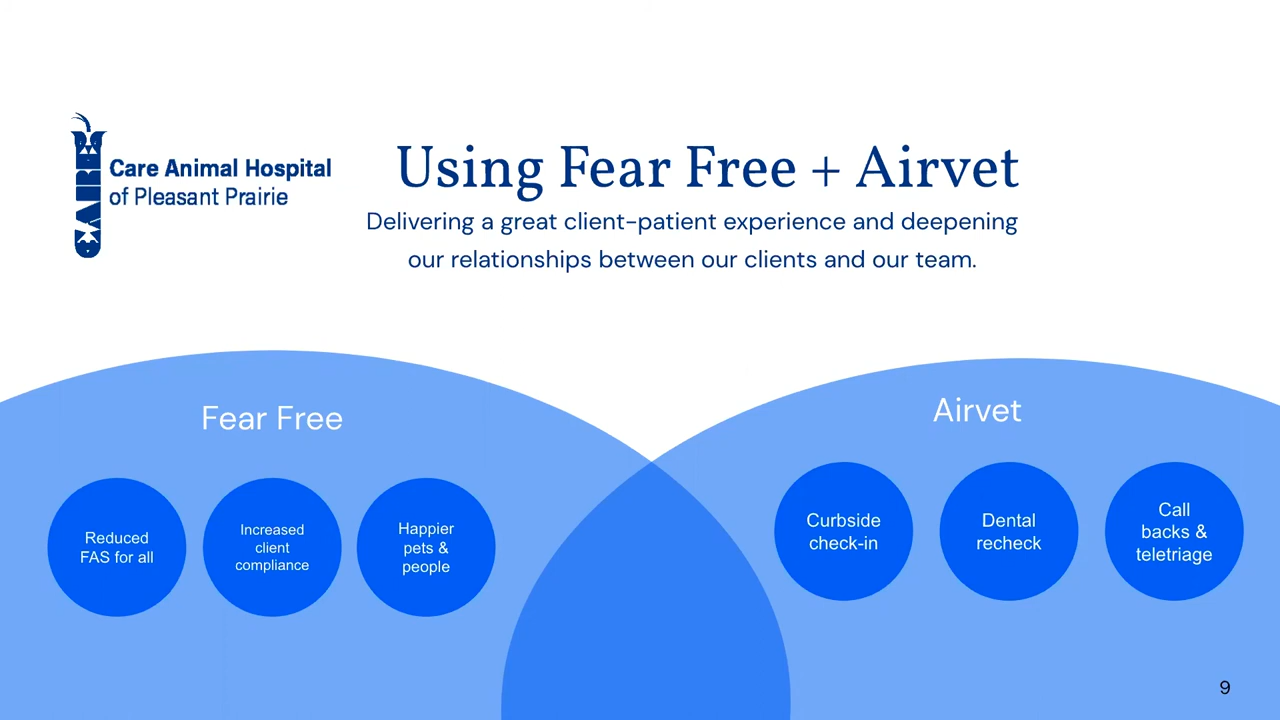 CARE
Care Animal Hospital
of Pleasant Prairie
Using Fear Free + Airvet
Delivering a great client-patient experience and deepening
our relationships between our clients and our team.
Fear Free
Reduced
FAS for all
Increased
client
compliance
Happier
pets &
people
Airvet
Curbside
check-in
Dental
recheck
Call
backs &
teletriage
9